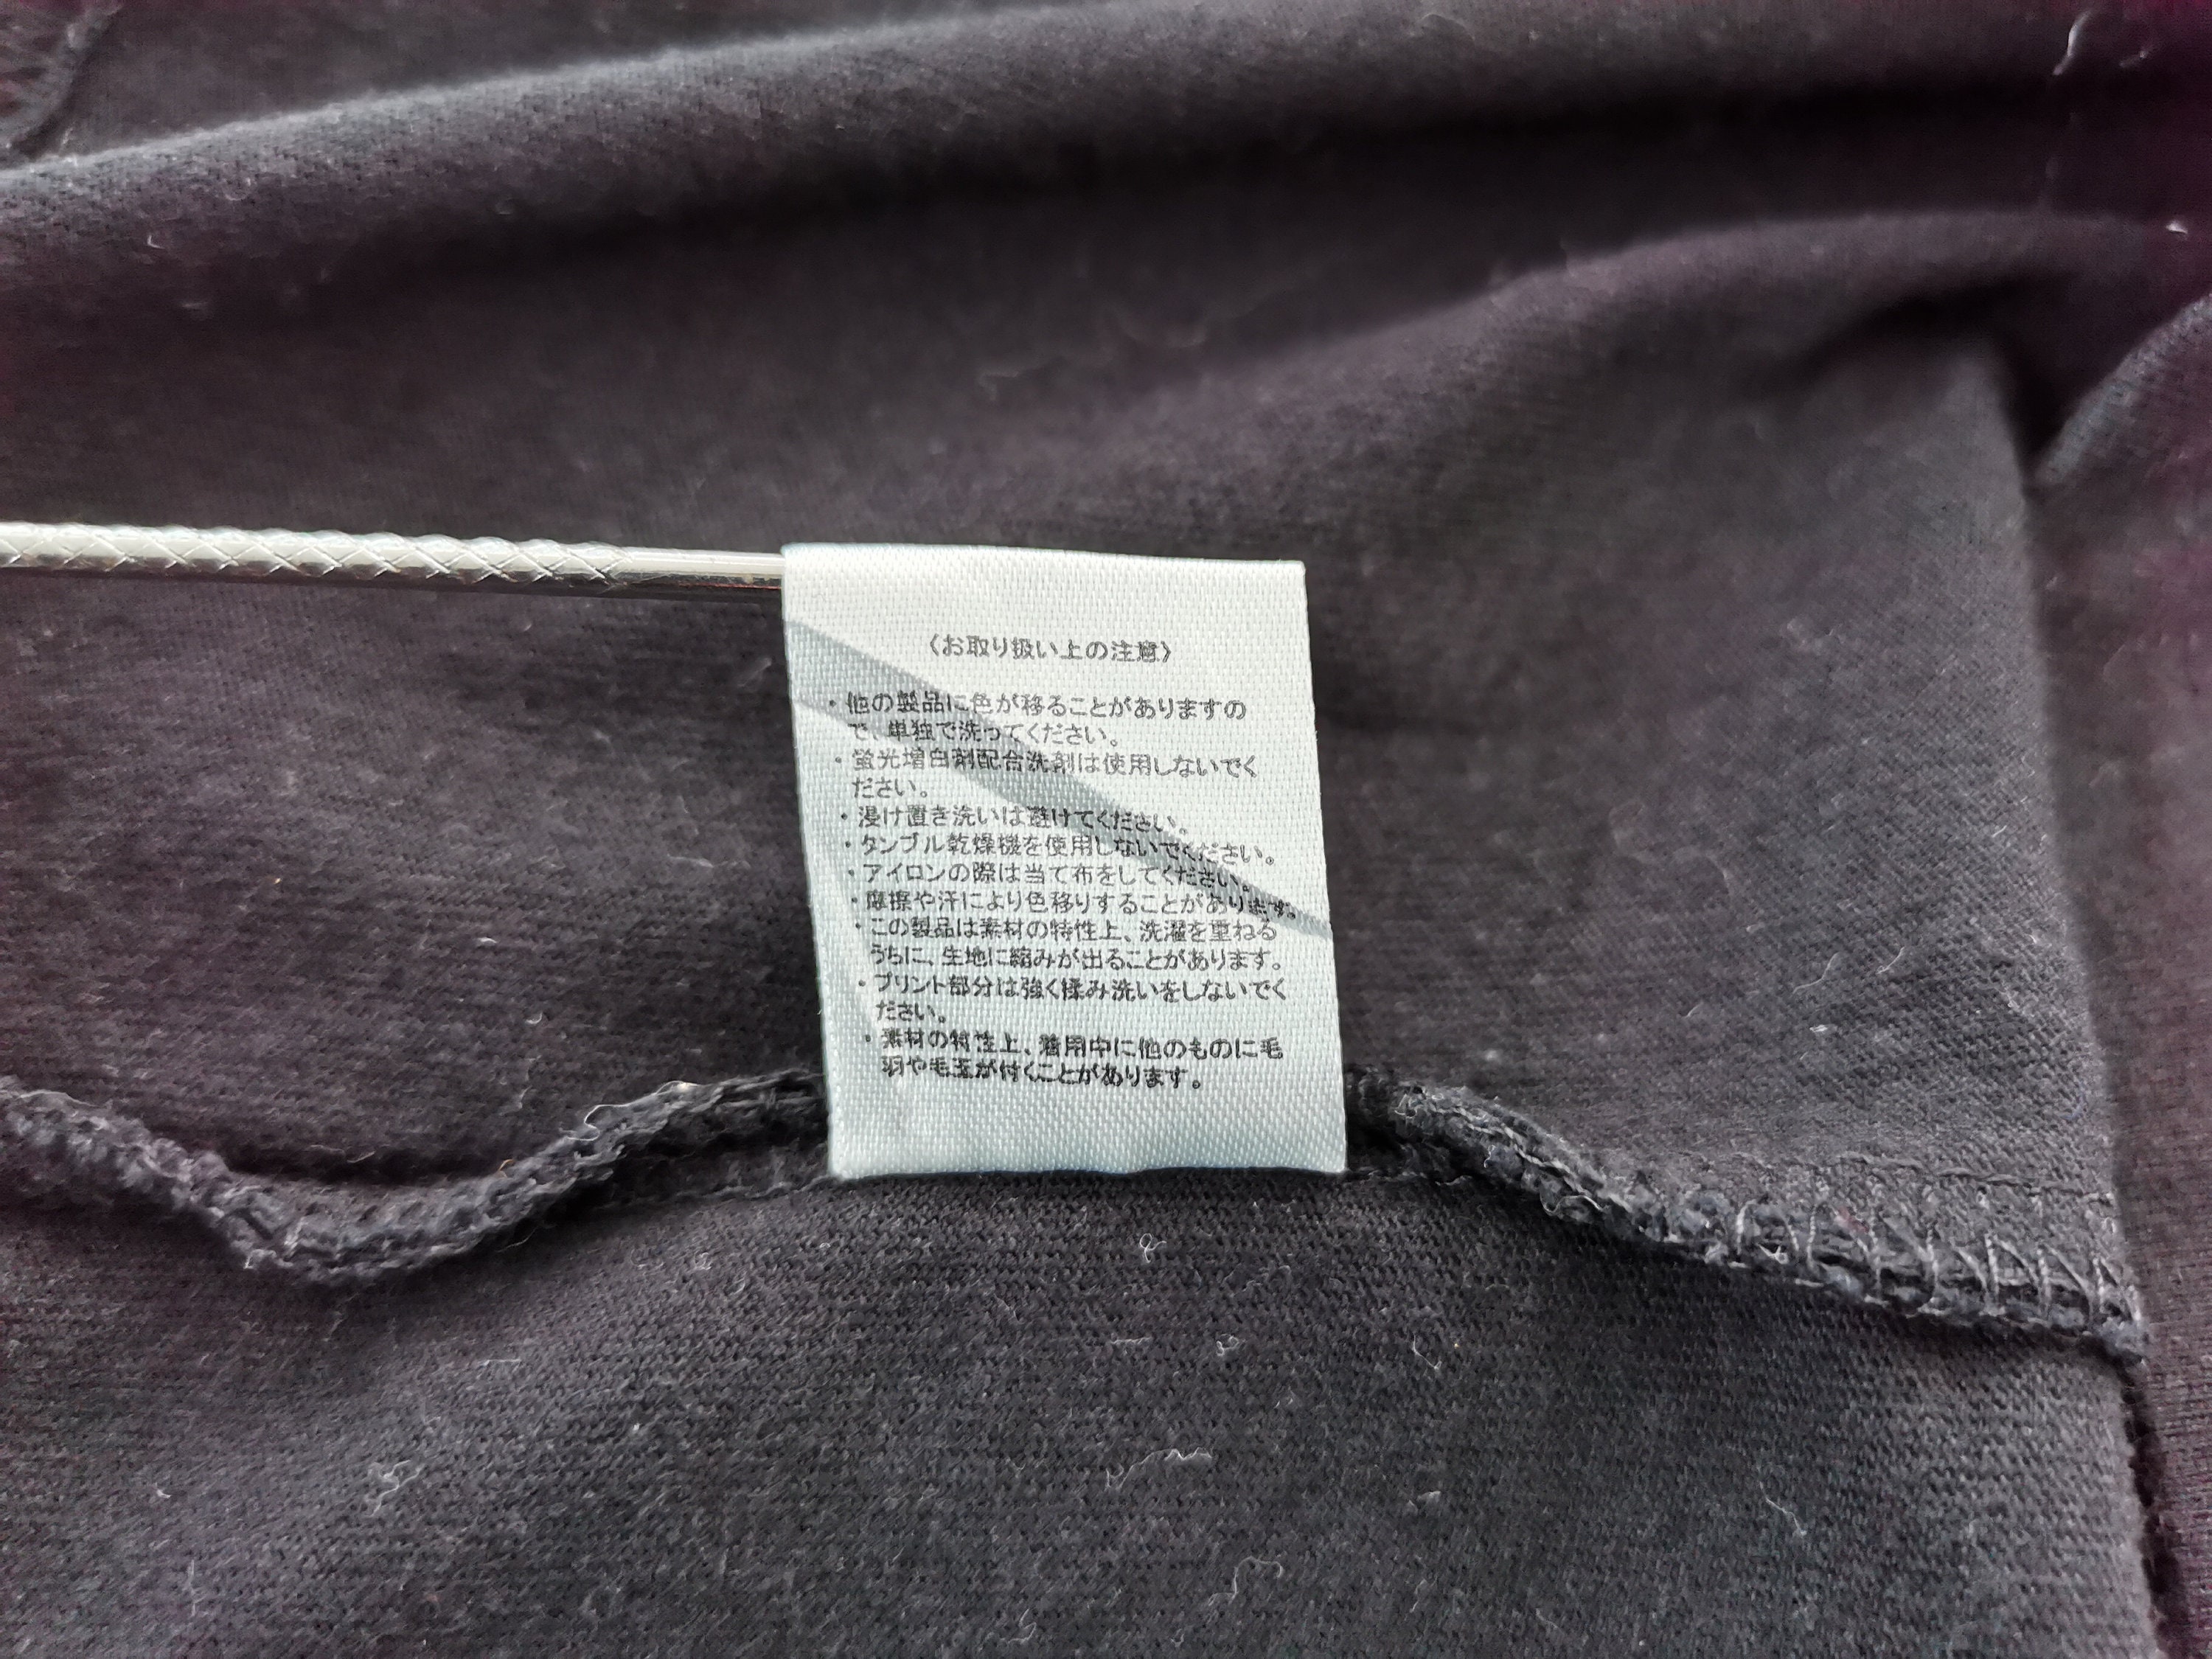 〈お取り扱い上の注意〉
・他の製品に色が移ることがありますの
で、単独で洗ってください。
・蛍光増白剤配合洗剤は使用しないでく
ださい。
・浸け置き洗いは避けてください。
・タンブル乾燥機を使用しないでください。
・アイロンの際は当て布をしてください。
・摩擦や汗により色移りすることがあります。
・この製品は素材の特性上、洗濯を重ねる
うちに、生地に縮みが出ることがあります。
・プリント部分は強く揉み洗いをしないでく
ださい。
・素材の特性上、着用中に他のものに毛
羽や毛玉が付くことがあります。